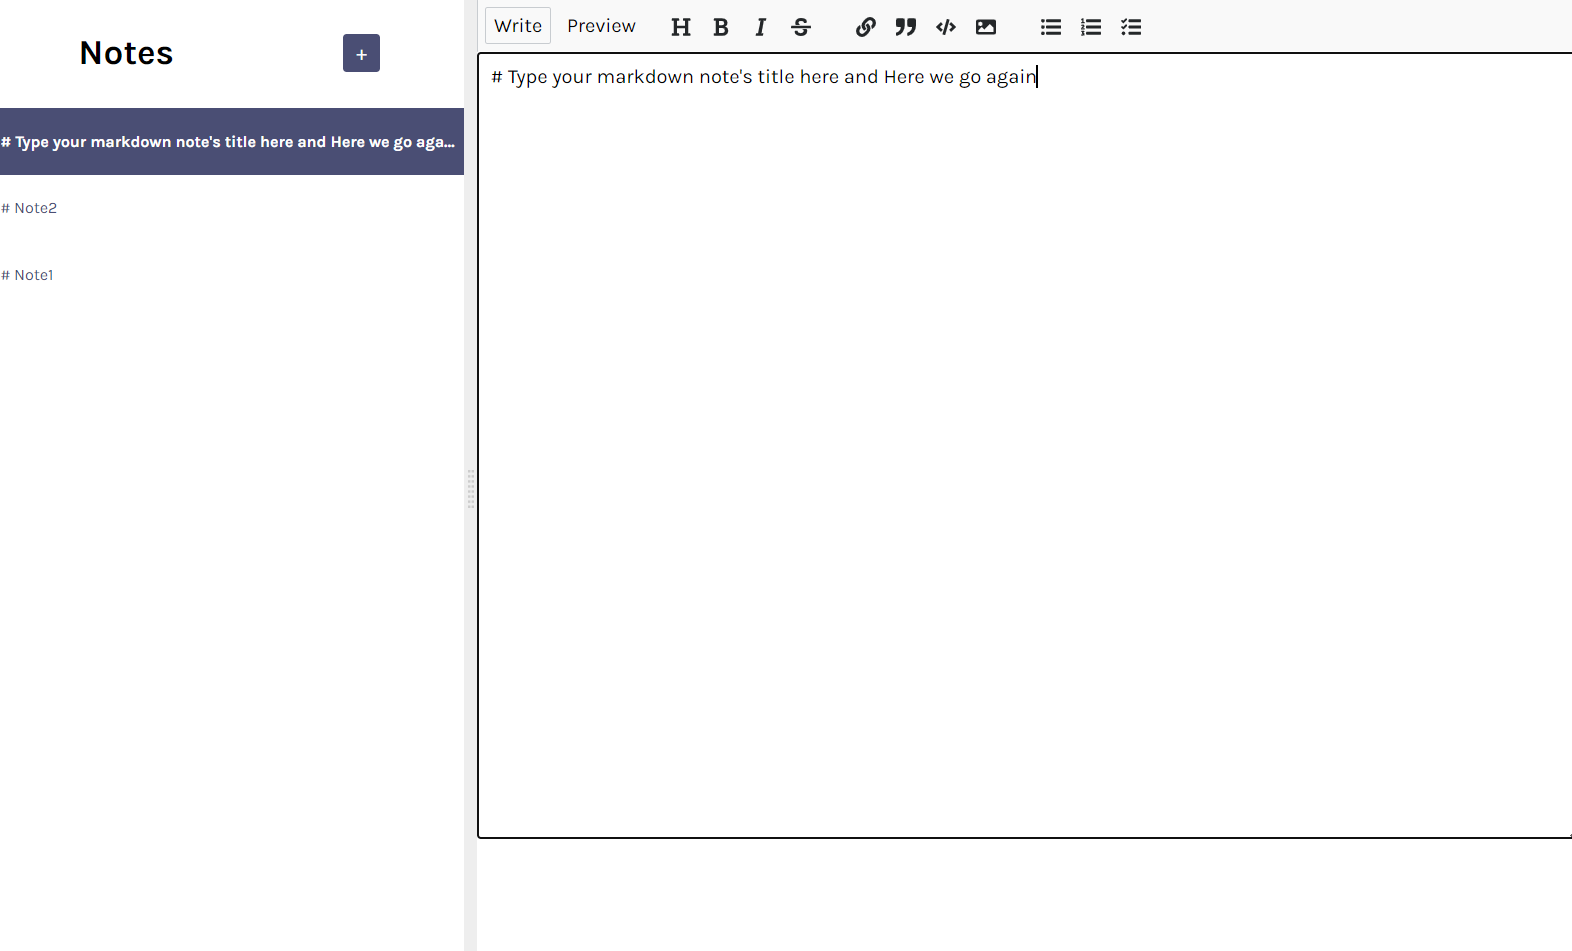 Notes
+
# Type your markdown note's title here and Here we go aga...
# Note2
# Note1
Write Preview H B I S
# Type your markdown note's title here and Here we go again